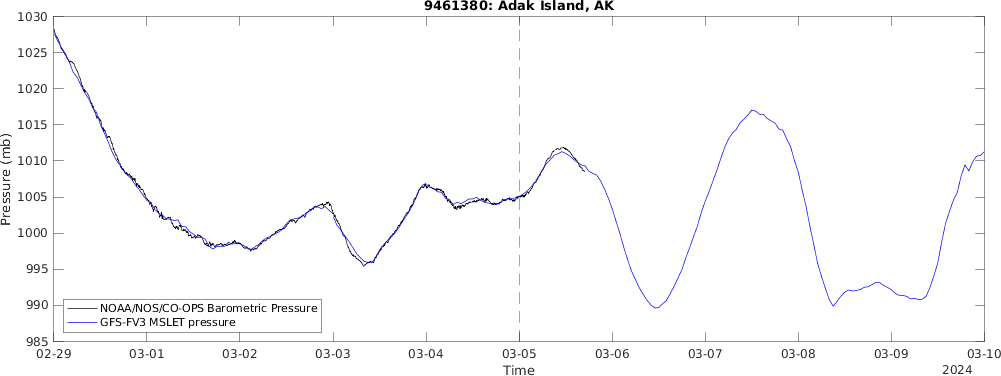 9461380: Adak Island, AK
1030
1025
1020
1015
1010
1005
1000
995
990
985
Pressure (mb)
NOAA/NOS/CO-OPS Barometric Pressure
GFS-FV3 MSLET pressure
02-29 03-01 03-02 03-03 03-04 03-05 03-06 03-07 03-08 03-09 03-10
Time
2024